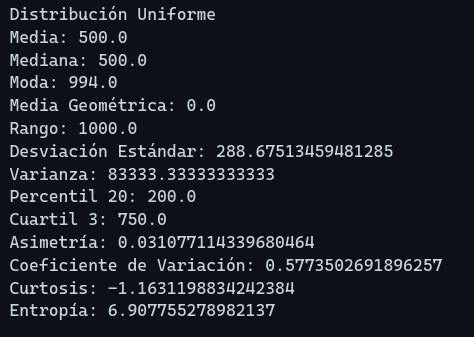 Distribución Uniforme
Media: 500.0
Mediana: 500.0
Moda: 994.0
Media Geométrica: 0.0
Rango: 1000.0
Desviación Estándar: 288.67513459481285
Varianza: 83333.33333333333
Percentil 20: 200.0
Cuartil 3: 750.0
Asimetría: 0.031077114339680464
Coeficiente de Variación: 0.5773502691896257
Curtosis: -1.1631198834242384
Entropía: 6.907755278982137